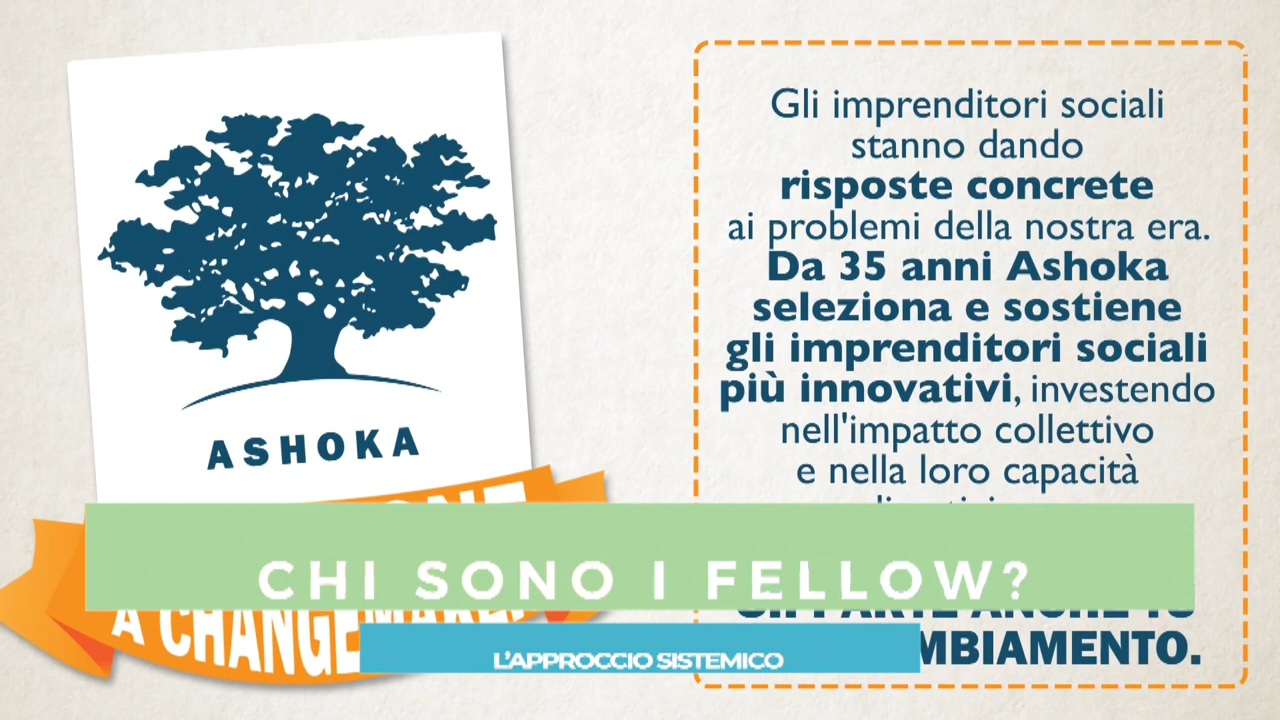 ASHOKA
A CHANGE
Gli imprenditori sociali
stanno dando
risposte concrete
ai problemi della nostra era.
Da 35 anni Ashoka
seleziona e sostiene
gli imprenditori sociali
più innovativi, investendo
nell'impatto collettivo
e nella loro capacità
CHI SONO I FELLOW?
L'APPROCCIO SISTEMICO